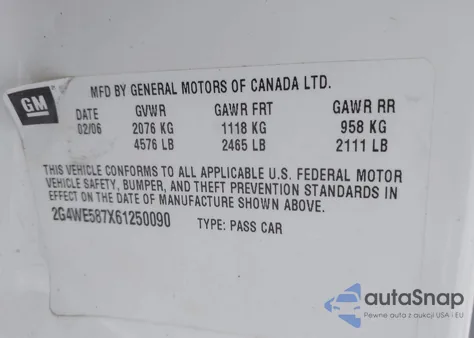 GM
MFD BY GENERAL MOTORS OF CANADA LTD.
DATE GVWR GAWR FRT GAWR RR
02/06 2076 KG 1118 KG 958 KG
4576 LB 2465 LB 2111 LB
THIS VEHICLE CONFORMS TO ALL APPLICABLE U.S. FEDERAL MOTOR
VEHICLE SAFETY, BUMPER, AND THEFT PREVENTION STANDARDS IN
EFFECT ON THE DATE OF MANUFACTURE SHOWN ABOVE.
2G4WE587X61250090 TYPE: PASS CAR
autoSnap
Pewne auta z aukcji USA i EU